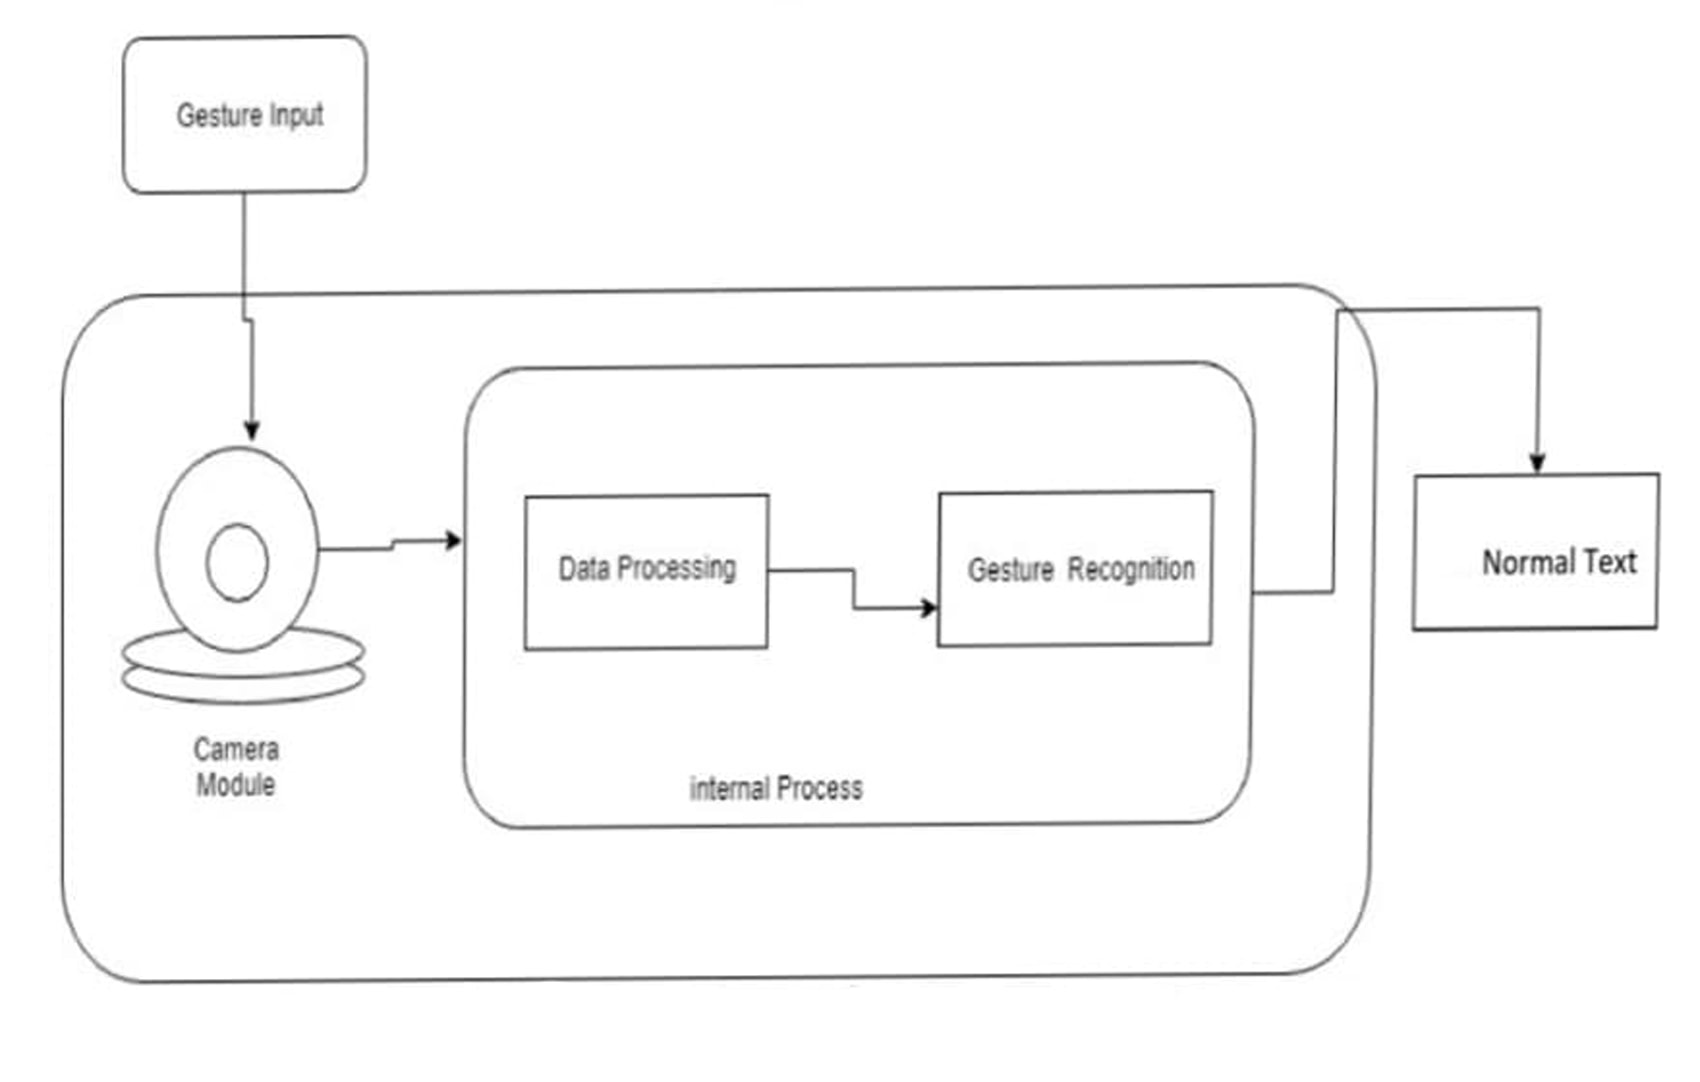 Gesture Input
Camera
Module
Data Processing
Gesture Recognition
internal Process
Normal Text